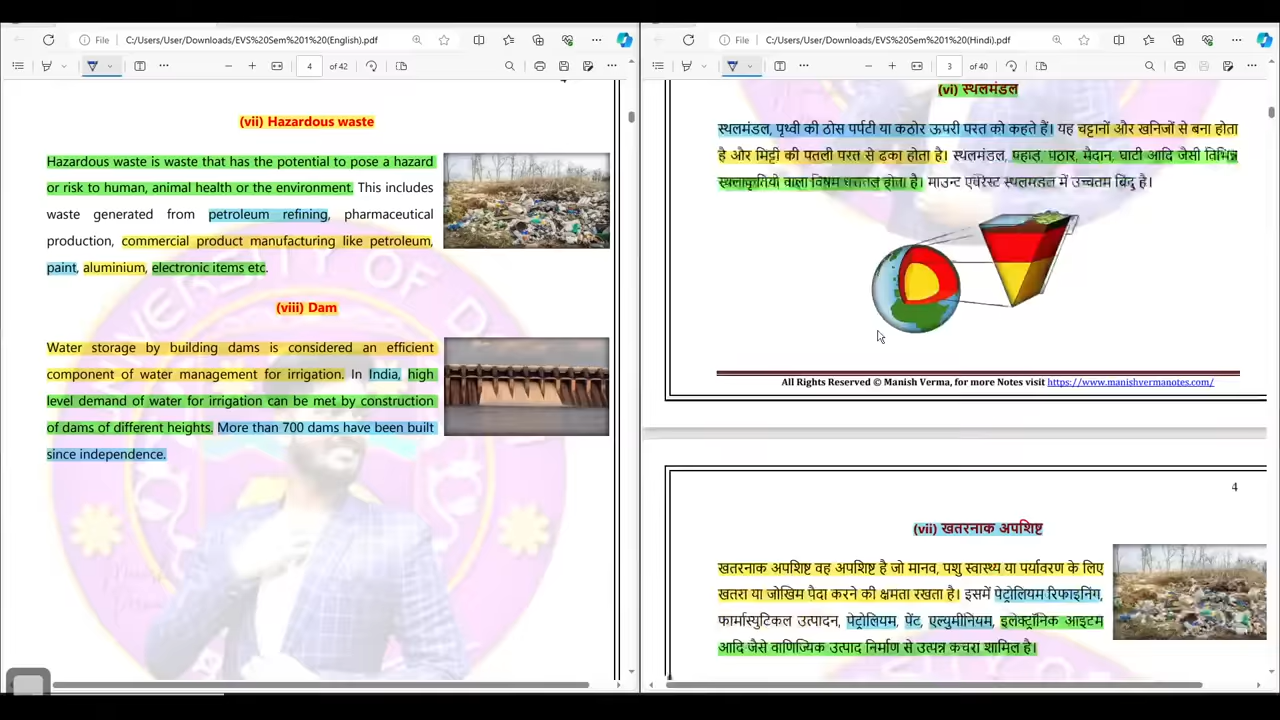 File C:/Users/User/Downloads/EVS%20Sem%201%20(English).pdf
4 of 42
(vii) Hazardous waste
Hazardous waste is waste that has the potential to pose a hazard
or risk to human, animal health or the environment. This includes
waste generated from petroleum refining, pharmaceutical
production, commercial product manufacturing like petroleum,
paint, aluminium, electronic items etc.
(viii) Dam
Water storage by building dams is considered an efficient
component of water management for irrigation. In India, high
level demand of water for irrigation can be met by construction
of dams of different heights. More than 700 dams have been built
since independence.
File C:/Users/User/Downloads/EVS%20Sem%201%20(Hindi).pdf
3 of 40
(vi) स्थलमंडल
स्थलमंडल, पृथ्वी की ठोस पर्पटी या कठोर ऊपरी परत को कहते हैं। यह चट्टानों और खनिजों से बना होता
है और मिट्टी की पतली परत से ढका होता है। स्थलमंडल, पहाड़, पठार, मैदान, घाटी आदि जैसी विभिन्न
स्थलाकृतियों वाला विषम धरातल होता है। माउन्ट एवरेस्ट स्थलमंडल में उच्चतम बिंदु है।
All Rights Reserved © Manish Verma, for more Notes visit https://www.manishvermanotes.com/
4
(vii) खतरनाक अपशिष्ट
खतरनाक अपशिष्ट वह अपशिष्ट है जो मानव, पशु स्वास्थ्य या पर्यावरण के लिए
खतरा या जोखिम पैदा करने की क्षमता रखता है। इसमें पेट्रोलियम रिफाइनिंग,
फार्मास्युटिकल उत्पादन, पेट्रोलियम, पेंट, एल्युमीनियम, इलेक्ट्रॉनिक आइटम
आदि जैसे वाणिज्यिक उत्पाद निर्माण से उत्पन्न कचरा शामिल है।